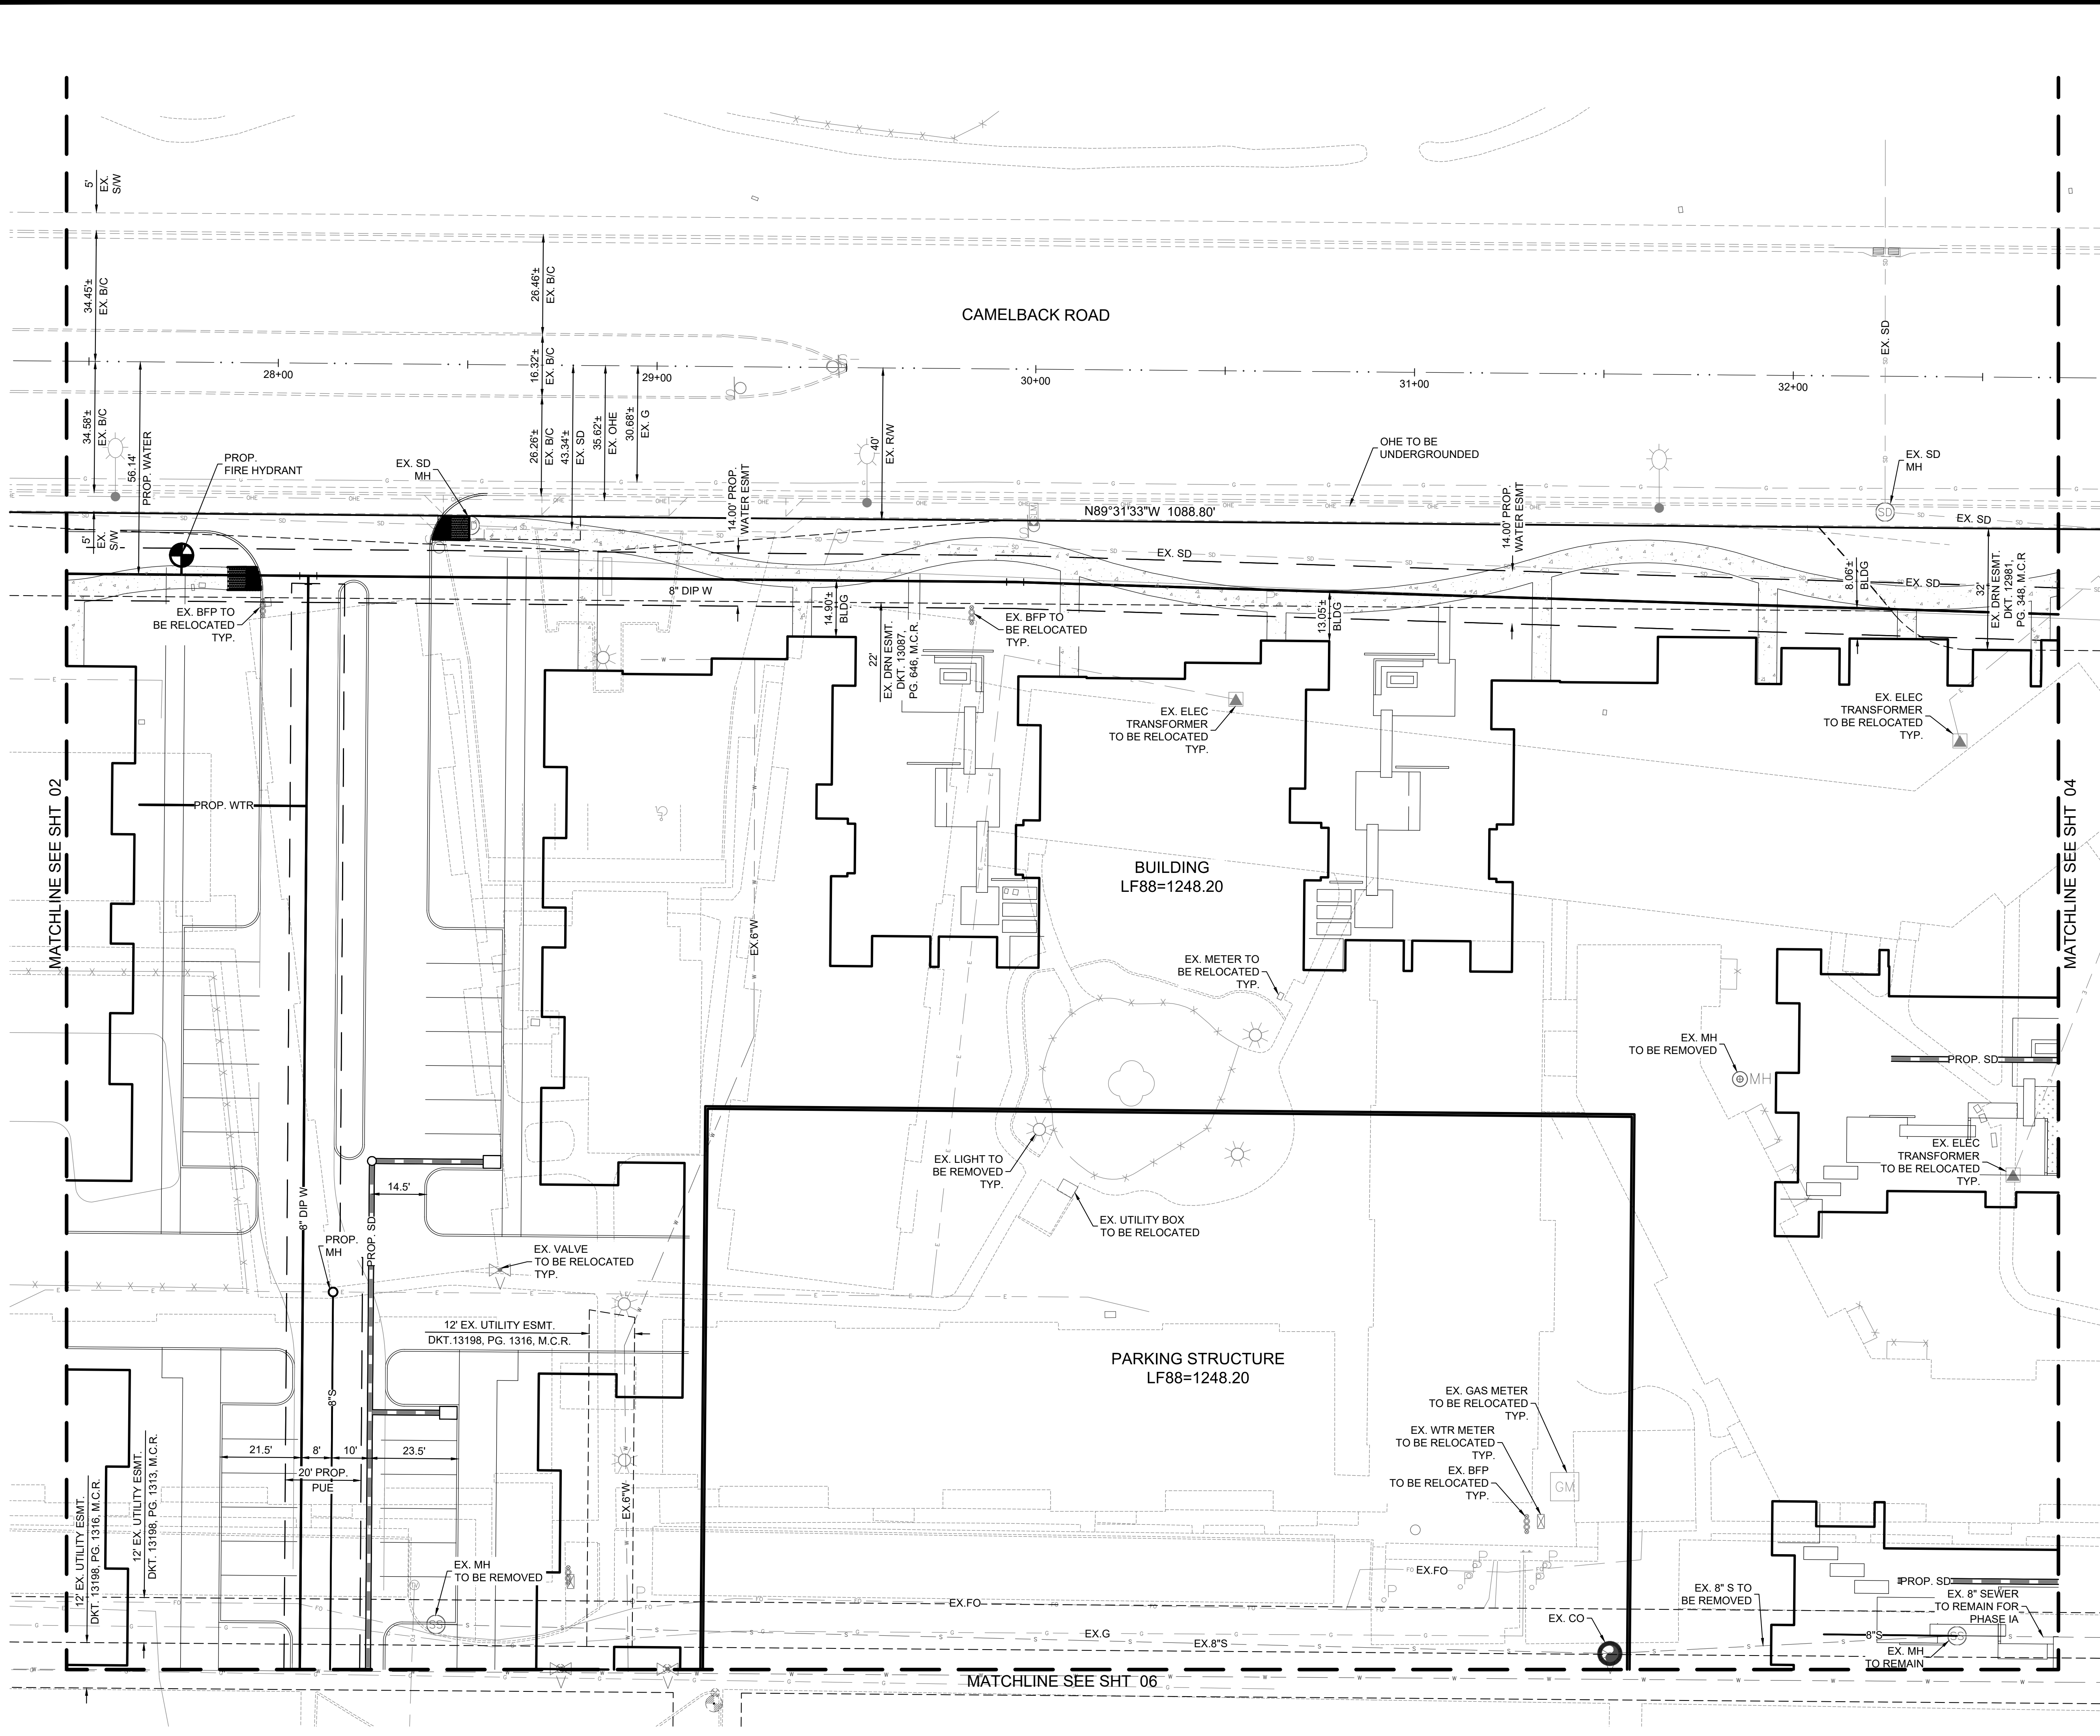 5'
EX.
S/W
34.45'±
EX. B/C
26.46'±
EX. B/C
CAMELBACK ROAD
EX. SD
SD
16.32'±
EX. B/C
28+00
29+00
30+00
31+00
32+00
34.58'±
EX. B/C
56.14'
PROP. WATER
26.26'±
EX. B/C
43.34'±
EX. SD
35.62'±
EX. OHE
30.68'±
EX. G
40'
EX. R/W
PROP.
FIRE HYDRANT
EX. SD
MH
14.00' PROP.
WATER ESMT
OHE TO BE
UNDERGROUNDED
14.00' PROP.
WATER ESMT
EX. SD
MH
SD
5'
EX.
S/W
N89°31'33"W 1088.80'
EX. SD
EX. SD
EX. SD
8" DIP W
14.90'±
BLDG
22'
EX. DRN ESMT.
DKT. 13087,
PG. 646, M.C.R.
13.05'±
BLDG
8.06'±
BLDG
32'
EX. DRN ESMT.
DKT. 12981,
PG. 348, M.C.R
EX. BFP TO
BE RELOCATED
TYP.
EX. BFP TO
BE RELOCATED
TYP.
EX. ELEC
TRANSFORMER
TO BE RELOCATED
TYP.
EX. ELEC
TRANSFORMER
TO BE RELOCATED
TYP.
MATCHLINE SEE SHT 02
PROP. WTR
MATCHLINE SEE SHT 04
BUILDING
LF88=1248.20
EX.6"W
EX. METER TO
BE RELOCATED
TYP.
EX. MH
TO BE REMOVED
MH
PROP. SD
EX. ELEC
TRANSFORMER
TO BE RELOCATED
TYP.
EX. LIGHT TO
BE REMOVED
TYP.
EX. UTILITY BOX
TO BE RELOCATED
14.5'
8" DIP W
PROP.
MH
PROP. SD
EX. VALVE
TO BE RELOCATED
TYP.
12' EX. UTILITY ESMT.
DKT.13198, PG. 1316, M.C.R.
PARKING STRUCTURE
LF88=1248.20
8"S
EX. GAS METER
TO BE RELOCATED
TYP.
EX. WTR METER
TO BE RELOCATED
TYP.
EX. BFP
TO BE RELOCATED
TYP.
GM
21.5'
8'
10'
23.5'
20' PROP.
PUE
12' EX. UTILITY ESMT.
DKT. 13198, PG. 1316, M.C.R.
12' EX. UTILITY ESMT.
DKT. 13198, PG. 1313, M.C.R.
EX.6"W
EX. MH
TO BE REMOVED
SS
EX.FO
EX.FO
EX.G
EX.8"S
EX. CO
EX. 8" S TO
BE REMOVED
PROP. SD
EX. 8" SEWER
TO REMAIN FOR
PHASE IA
8"S
SS
EX. MH
TO REMAIN
MATCHLINE SEE SHT 06